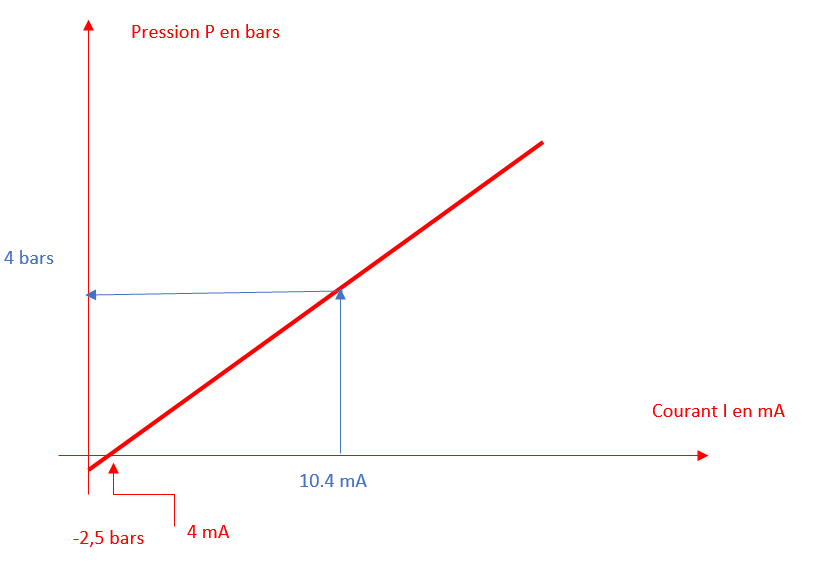 Pression P en bars
4 bars
Courant I en mA
10.4 mA
-2,5 bars
4 mA